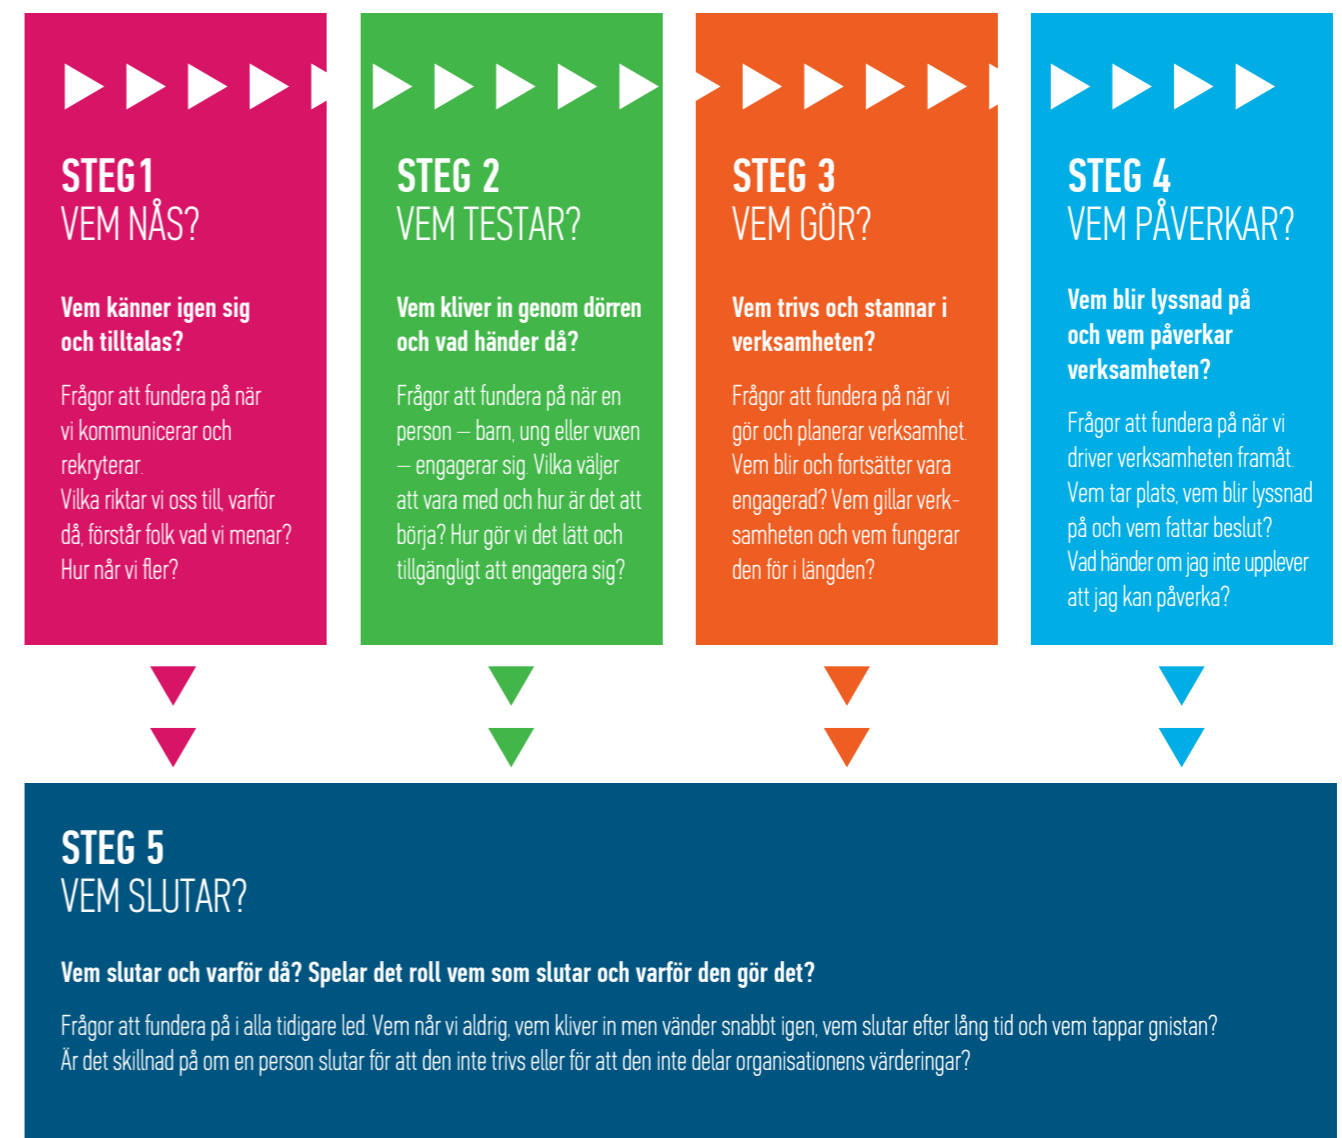 STEG1
VEM NÅS?
Vem känner igen sig
och tilltalas?
Frågor att fundera på när
vi kommunicerar och
rekryterar.
Vilka riktar vi oss till, varför
då, förstår folk vad vi menar?
Hur når vi fler?
STEG 2
VEM TESTAR?
Vem kliver in genom dörren
och vad händer då?
Frågor att fundera på när en
person – barn, ung eller vuxen
– engagerar sig. Vilka väljer
att vara med och hur är det att
börja? Hur gör vi det lätt och
tillgängligt att engagera sig?
STEG 3
VEM GÖR?
Vem trivs och stannar i
verksamheten?
Frågor att fundera på när vi
gör och planerar verksamhet.
Vem blir och fortsätter vara
engagerad? Vem gillar verk-
samheten och vem fungerar
den för i längden?
STEG 4
VEM PÅVERKAR?
Vem blir lyssnad på
och vem påverkar
verksamheten?
Frågor att fundera på när vi
driver verksamheten framåt.
Vem tar plats, vem blir lyssnad
på och vem fattar beslut?
Vad händer om jag inte upplever
att jag kan påverka?
STEG 5
VEM SLUTAR?
Vem slutar och varför då? Spelar det roll vem som slutar och varför den gör det?
Frågor att fundera på i alla tidigare led. Vem når vi aldrig, vem kliver in men vänder snabbt igen, vem slutar efter lång tid och vem tappar gnistan?
Är det skillnad på om en person slutar för att den inte trivs eller för att den inte delar organisationens värderingar?